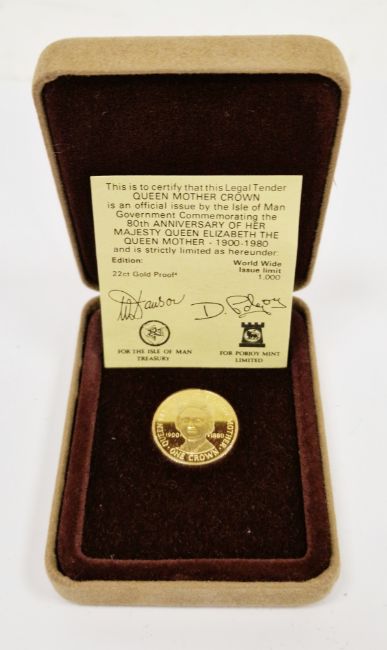 This is to certify that this Legal Tender
QUEEN MOTHER CROWN
is an official issue by the Isle of Man
Government Commemorating the
80th ANNIVERSARY OF HER
MAJESTY QUEEN ELIZABETH THE
QUEEN MOTHER - 1900-1980
and is strictly limited as hereunder:
Edition:
World Wide
Issue limit
22ct Gold Proof*
1,000
FOR THE ISLE OF MAN
TREASURY
FOR POBJOY MINT
LIMITED
QUEEN MOTHER
1900 1980
ONE CROWN